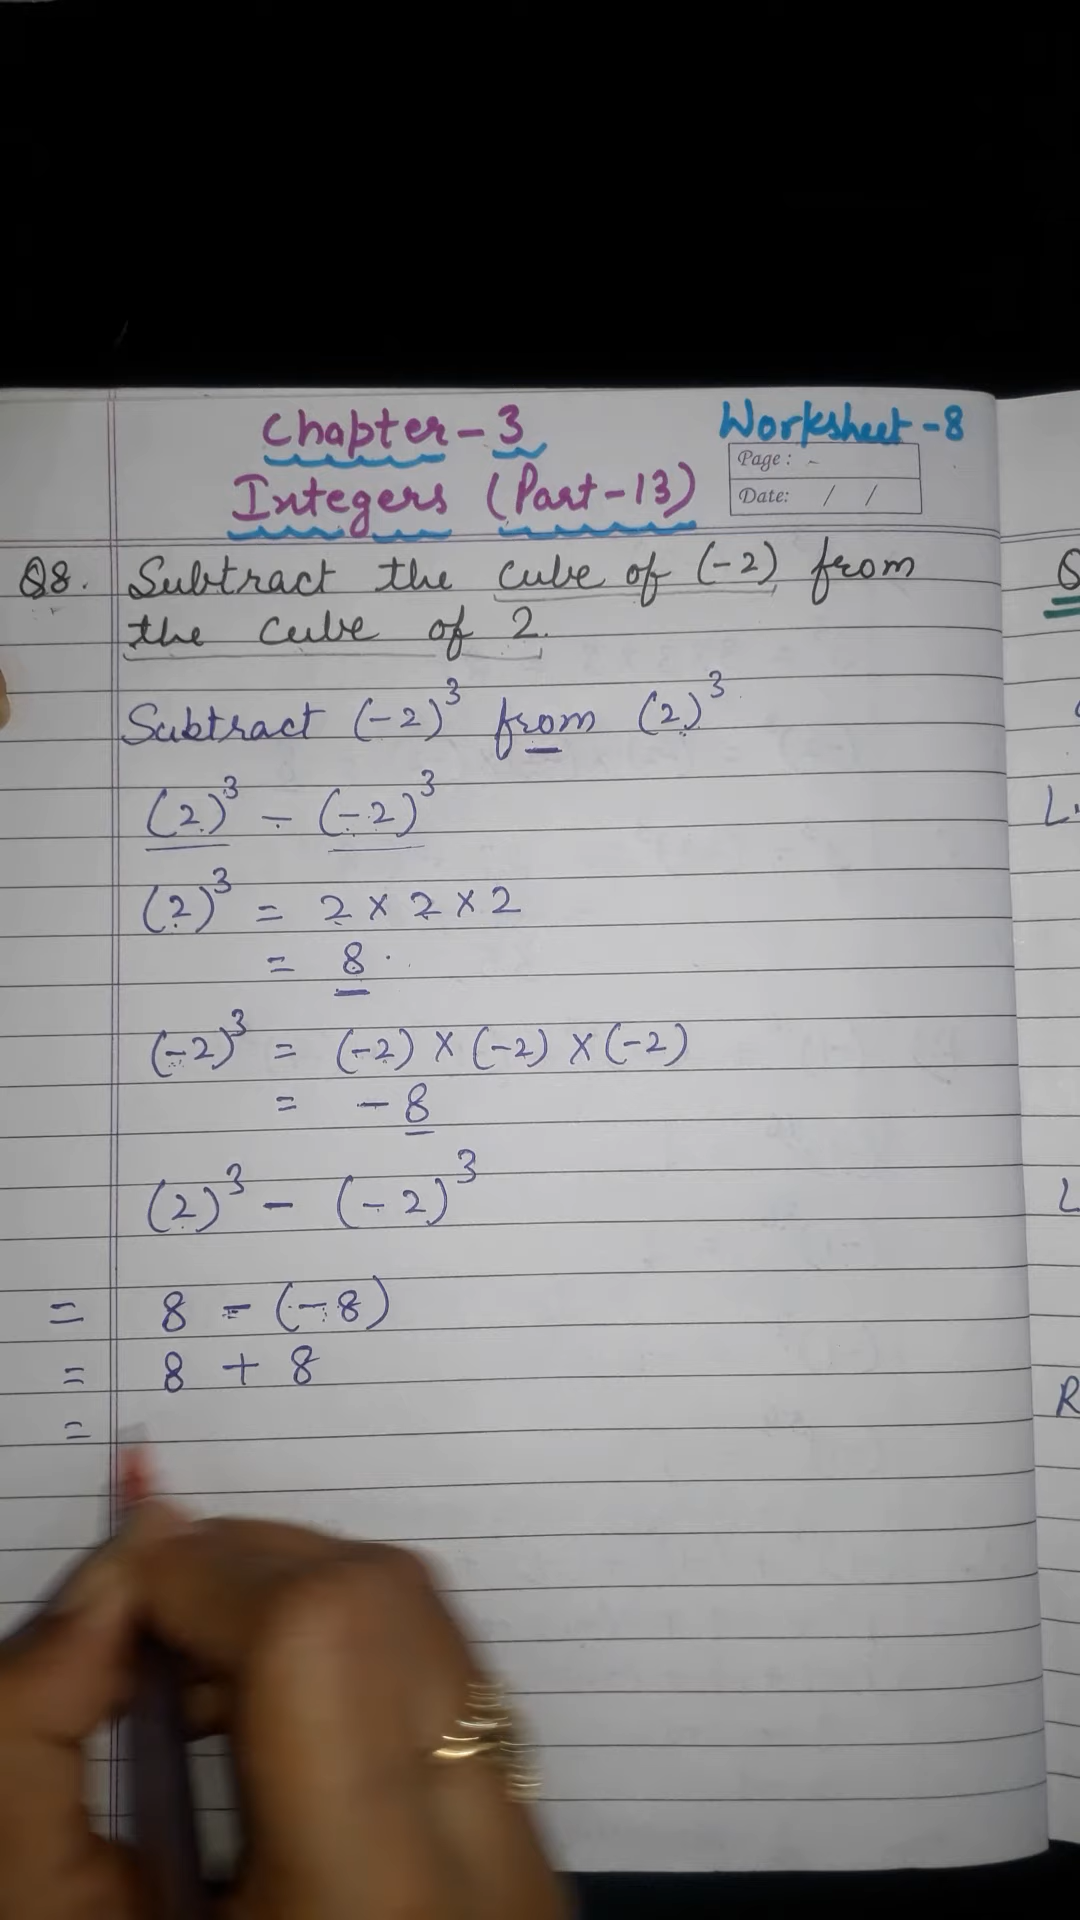 Chapter-3
Worksheet-8
Integers (Part-13)
Page: -
Date: / /
Q8. Subtract the cube of (-2) from
the cube of 2.
Subtract (-2)³ from (2)³
(2)³ - (-2)³
(2)³ = 2 × 2 × 2
= 8.
(-2)³ = (-2) × (-2) × (-2)
= -8
(2)³ - (-2)³
= 8 - (-8)
= 8 + 8
=
L
R